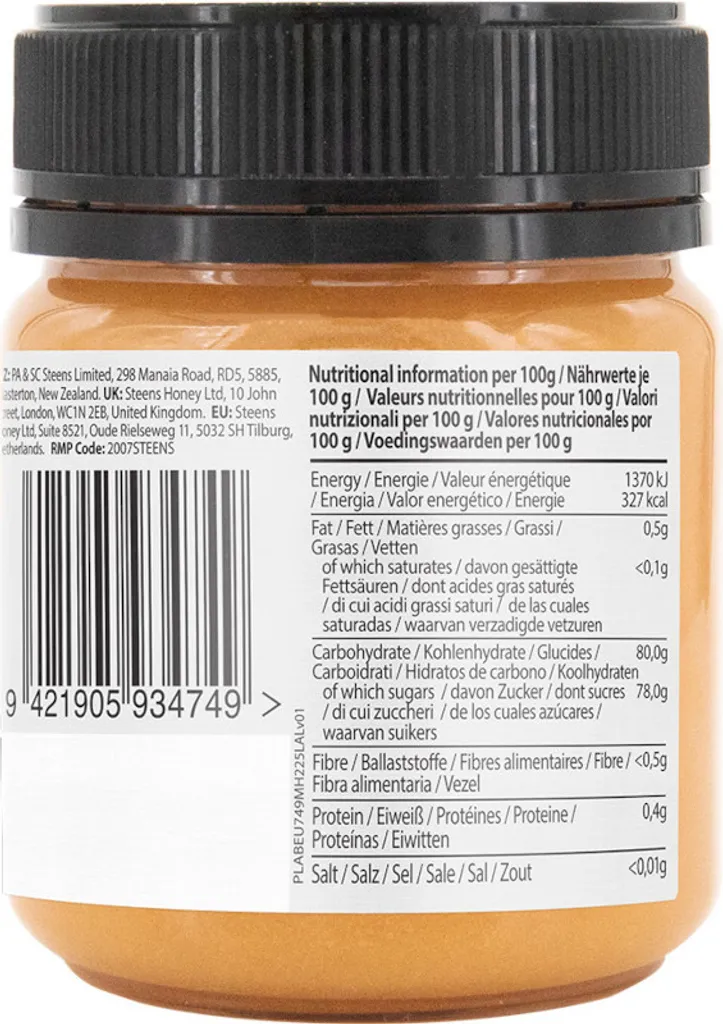 Z: PA & SC Steens Limited, 298 Manaia Road, RD5, 5885,
New Zealand. UK: Steens Honey Ltd, 10 John
London, WC1N 2EB, United Kingdom. EU: Steens
Ltd, Suite 8521, Oude Rielseweg 11, 5032 SH Tilburg,
RMP Code: 2007STEENS
9 421905 934749 >
PLABEU749MH225LALv01
Nutritional information per 100g / Nährwerte je
100 g / Valeurs nutritionnelles pour 100 g / Valori
nutrizionali per 100 g / Valores nutricionales por
100 g / Voedingswaarden per 100 g
Energy / Energie / Valeur énergétique 1370 kJ
/ Energia / Valor energético / Energie 327 kcal
Fat / Fett / Matières grasses / Grassi / 0,5g
Grasas / Vetten
of which saturates / davon gesättigte <0,1g
Fettsäuren / dont acides gras saturés
/ di cui acidi grassi saturi / de las cuales
saturadas / waarvan verzadigde vetzuren
Carbohydrate / Kohlenhydrate / Glucides / 80,0g
Carboidrati / Hidratos de carbono / Koolhydraten
of which sugars / davon Zucker / dont sucres 78,0g
/ di cui zuccheri / de los cuales azúcares /
waarvan suikers
Fibre / Ballaststoffe / Fibres alimentaires / Fibre / <0,5g
Fibra alimentaria / Vezel
Protein / Eiweiß / Protéines / Proteine / 0,4g
Proteínas / Eiwitten
Salt / Salz / Sel / Sale / Sal / Zout <0,01g